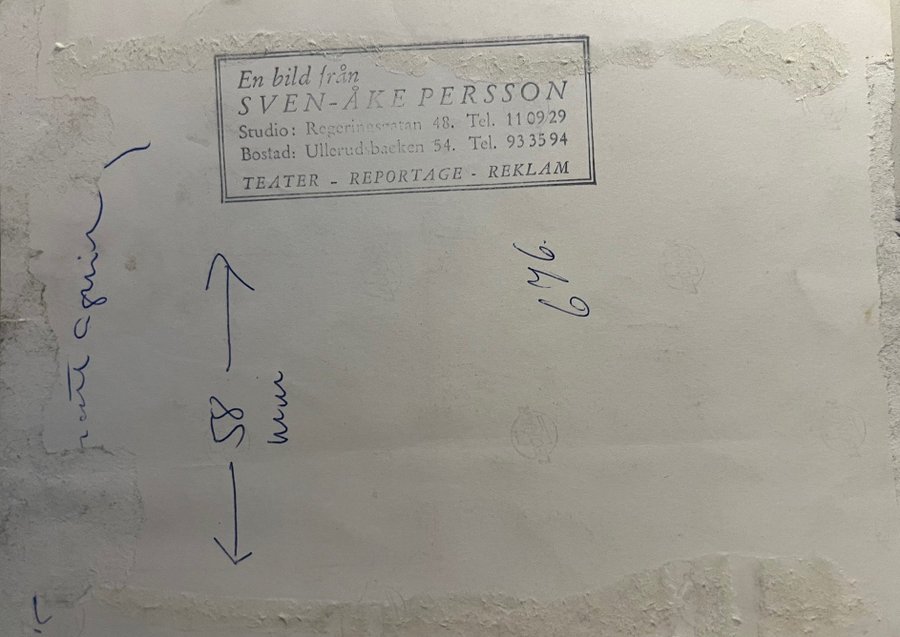 En bild från
SVEN-ÅKE PERSSON
Studio: Regeringsgatan 48. Tel. 11 09 29
Bostad: Ullerudsbacken 54. Tel. 93 35 94
TEATER - REPORTAGE - REKLAM
58
mm